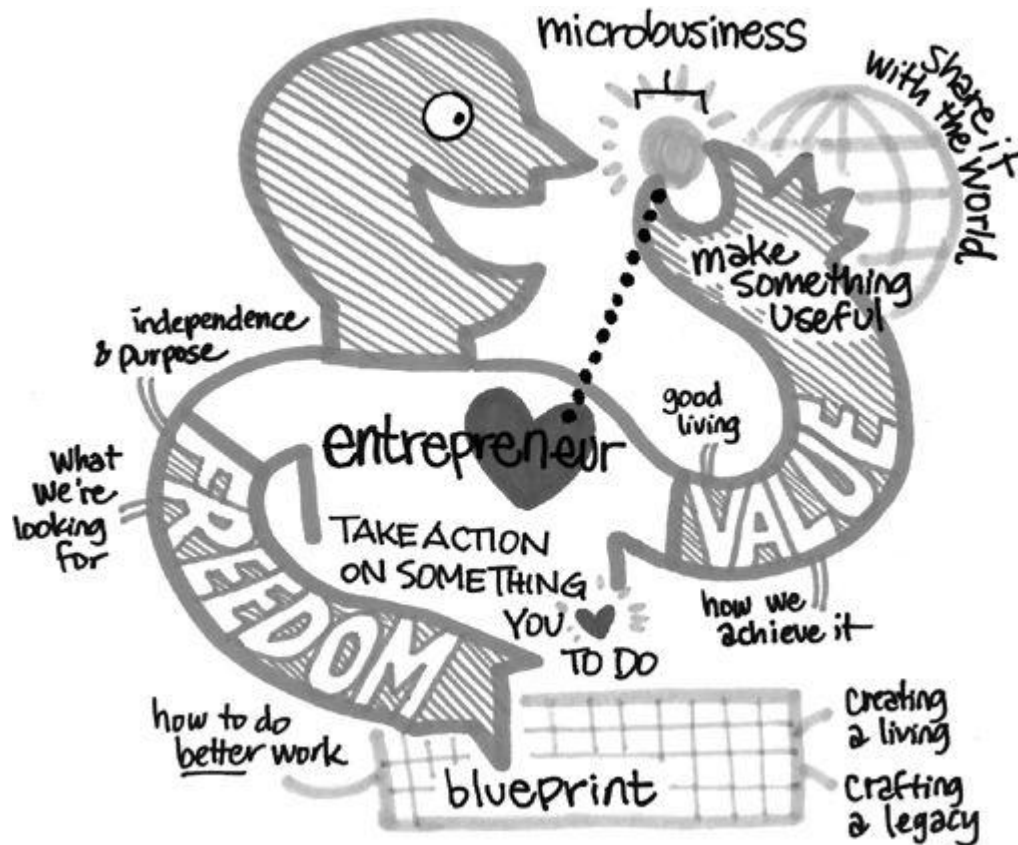 microbusiness
share it
with the world
make
something
useful
independence
& purpose
good
living
entrepreneur
What
we're
looking
for
FREEDOM
VALUE
TAKE ACTION
ON SOMETHING
YOU ♥
TO DO
how we
achieve it
how to do
better work
blueprint
creating
a living
crafting
a legacy